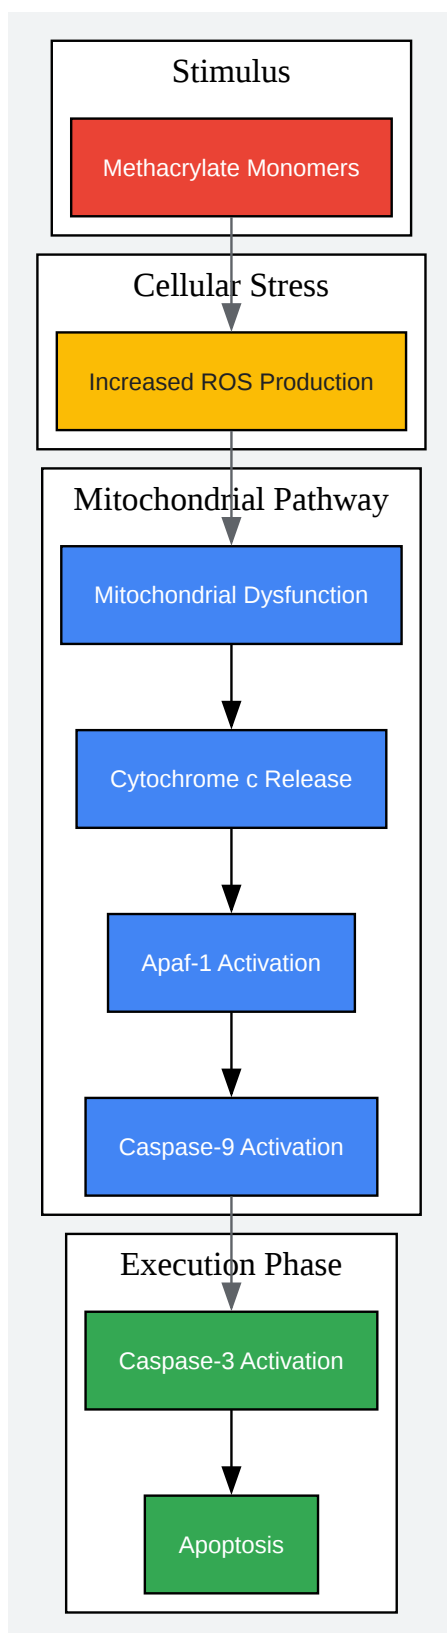 Stimulus
Methacrylate Monomers
Cellular Stress
Increased ROS Production
Mitochondrial Pathway
Mitochondrial Dysfunction
Cytochrome c Release
Apaf-1 Activation
Caspase-9 Activation
Execution Phase
Caspase-3 Activation
Apoptosis